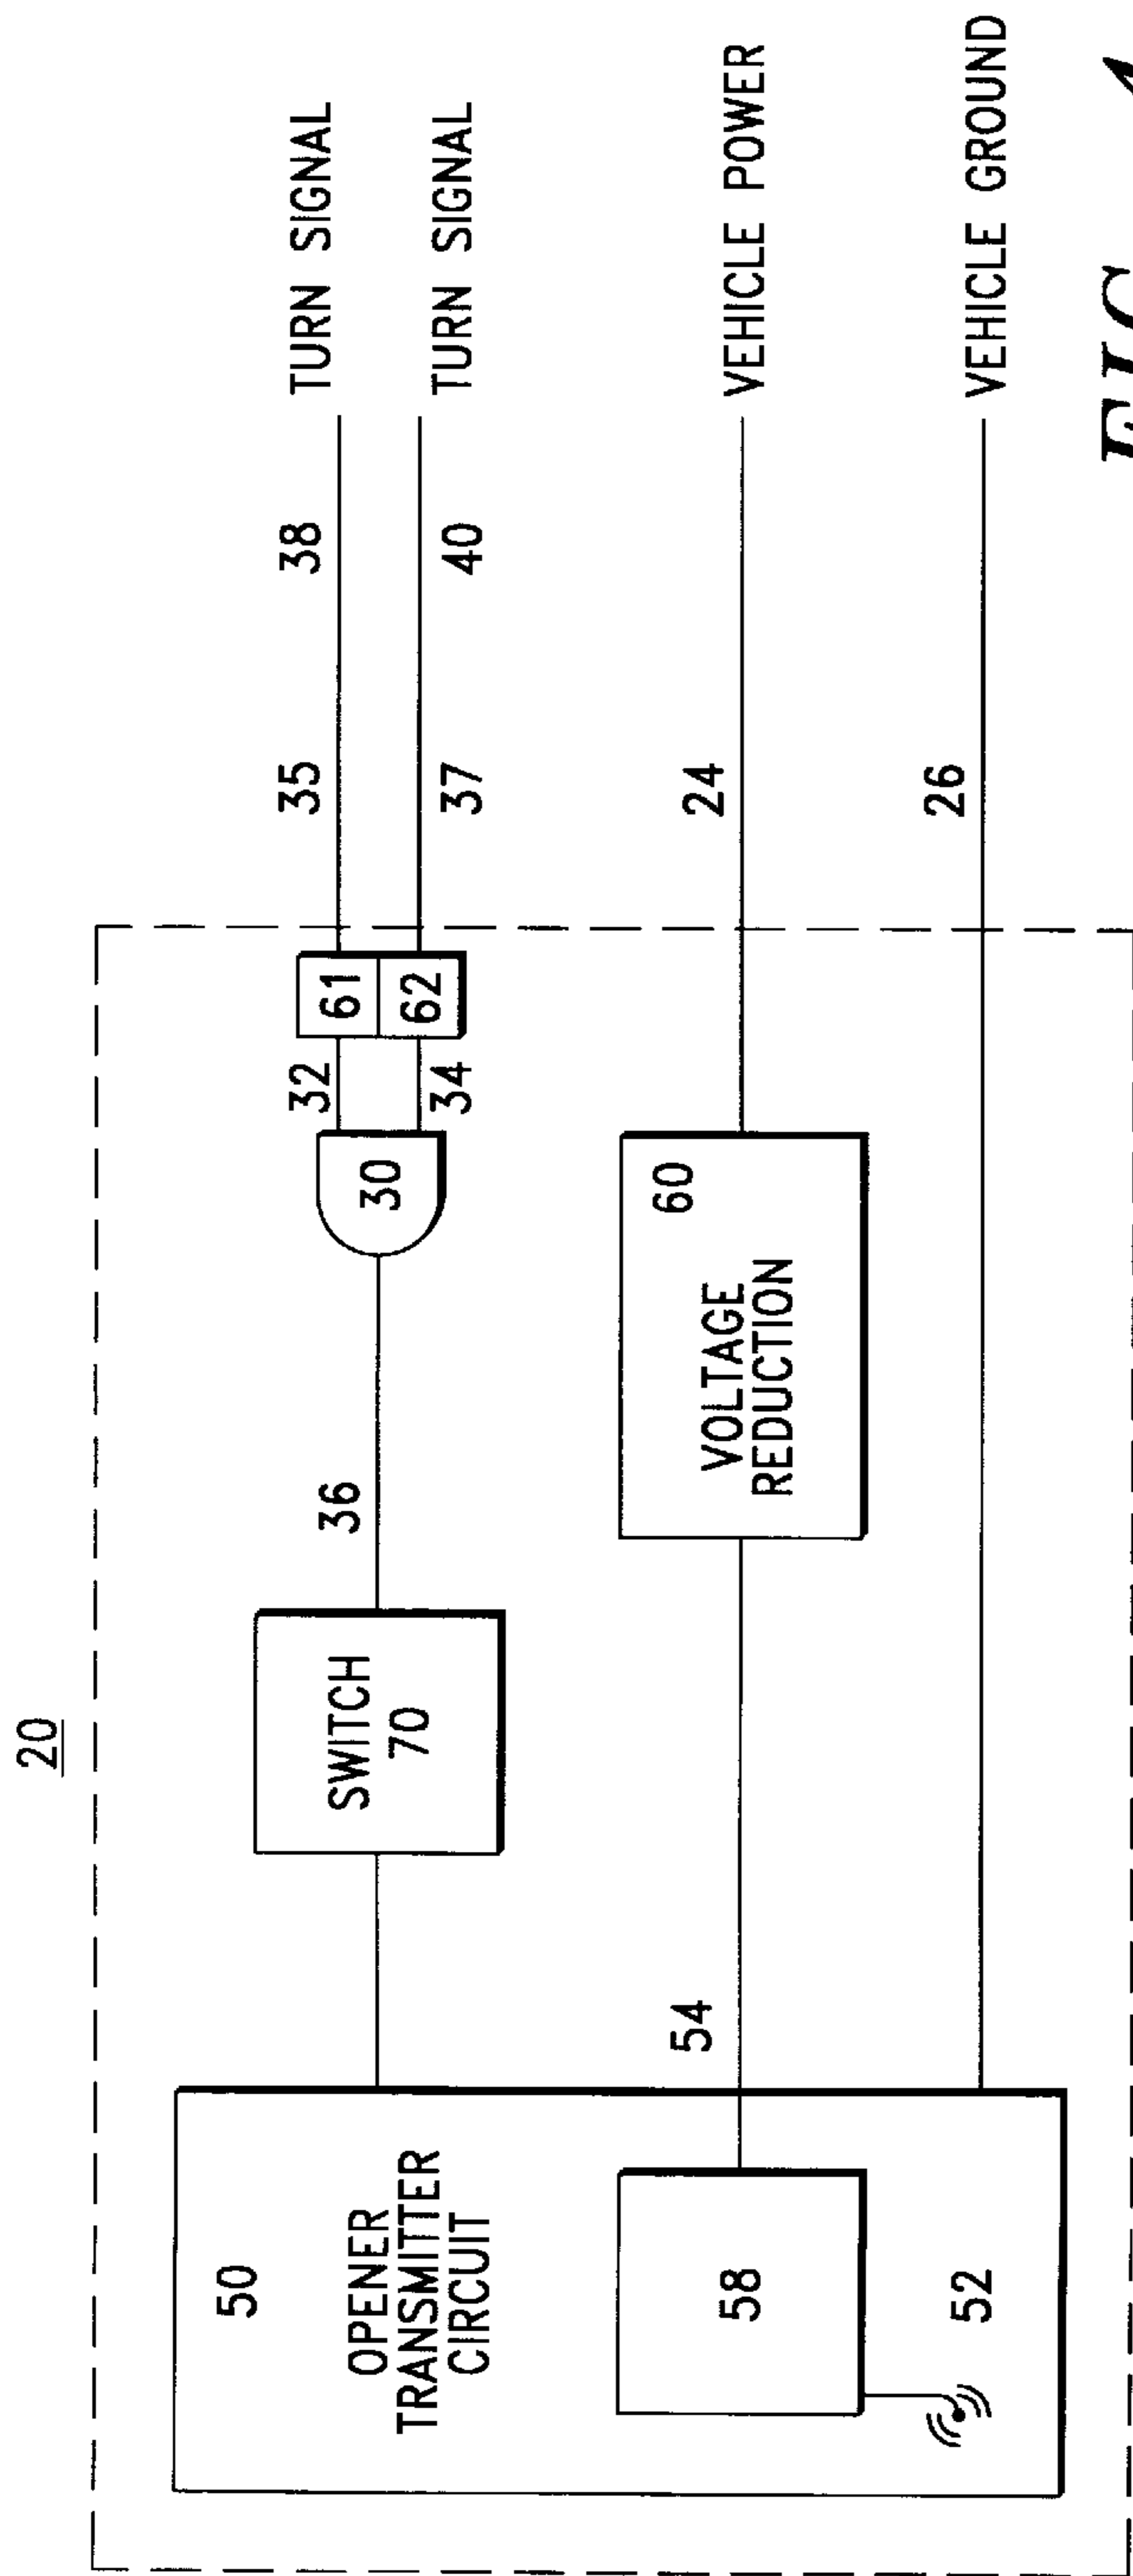 20
50
OPENER
TRANSMITTER
CIRCUIT
58
52
54
SWITCH
70
36
30
32
34
61
62
35
37
38
40
TURN SIGNAL
TURN SIGNAL
VOLTAGE
REDUCTION
60
24
VEHICLE POWER
26
VEHICLE GROUND